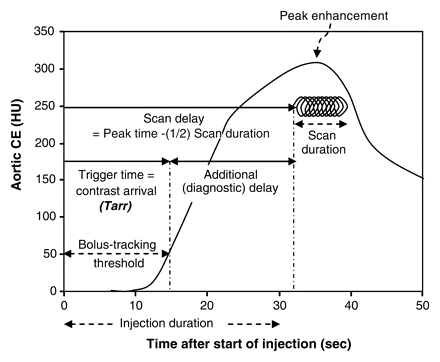 Peak enhancement
350
300
250
200
150
100
50
0
Aortic CE (HU)
Scan delay
= Peak time -(1/2) Scan duration
Scan
duration
Trigger time =
contrast arrival
(Tarr)
Additional
(diagnostic) delay
Bolus-tracking
threshold
0 10 20 30 40 50
Injection duration
Time after start of injection (sec)